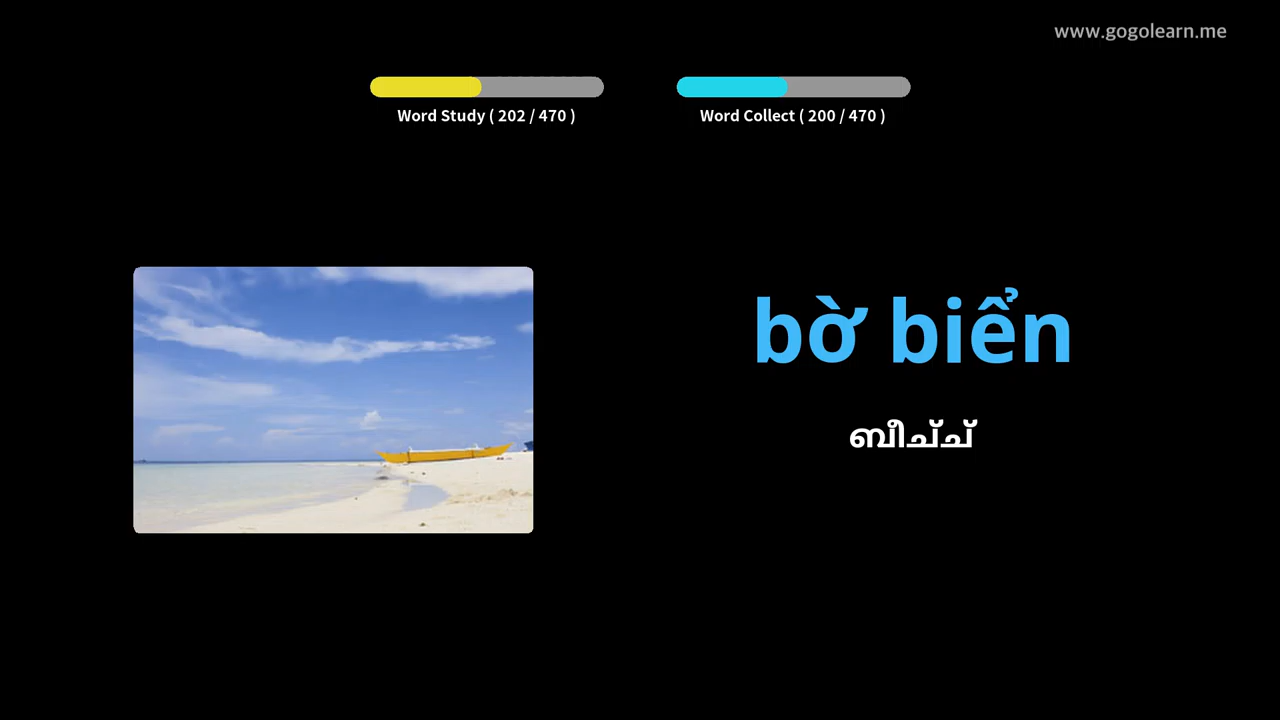 www.gogolearn.me
Word Study ( 202 / 470 )
Word Collect ( 200 / 470 )
bờ biển
ബീച്ച്